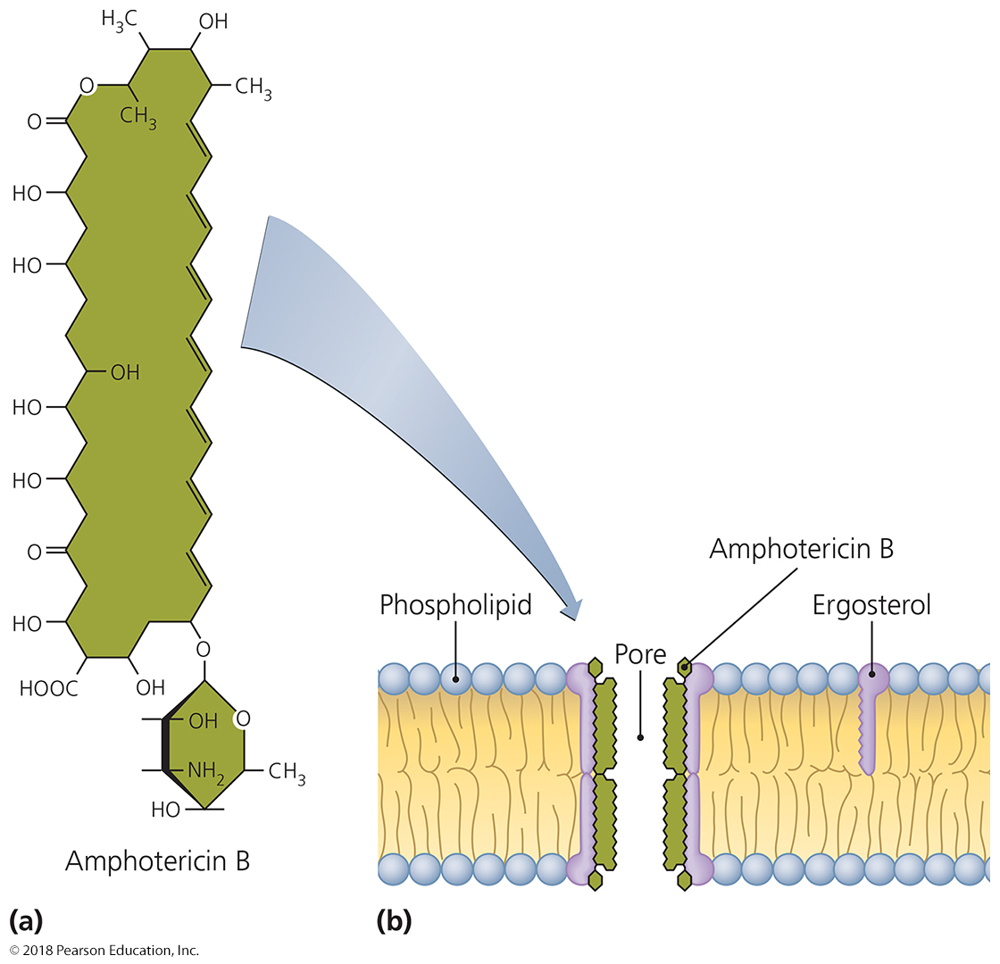 H3C
OH
O
CH3
CH3
O
HO
HO
OH
HO
HO
O
HO
O
HOOC
OH
O
OH
NH2
CH3
HO
Amphotericin B
(a)
Amphotericin B
Phospholipid
Ergosterol
Pore
(b)
© 2018 Pearson Education, Inc.